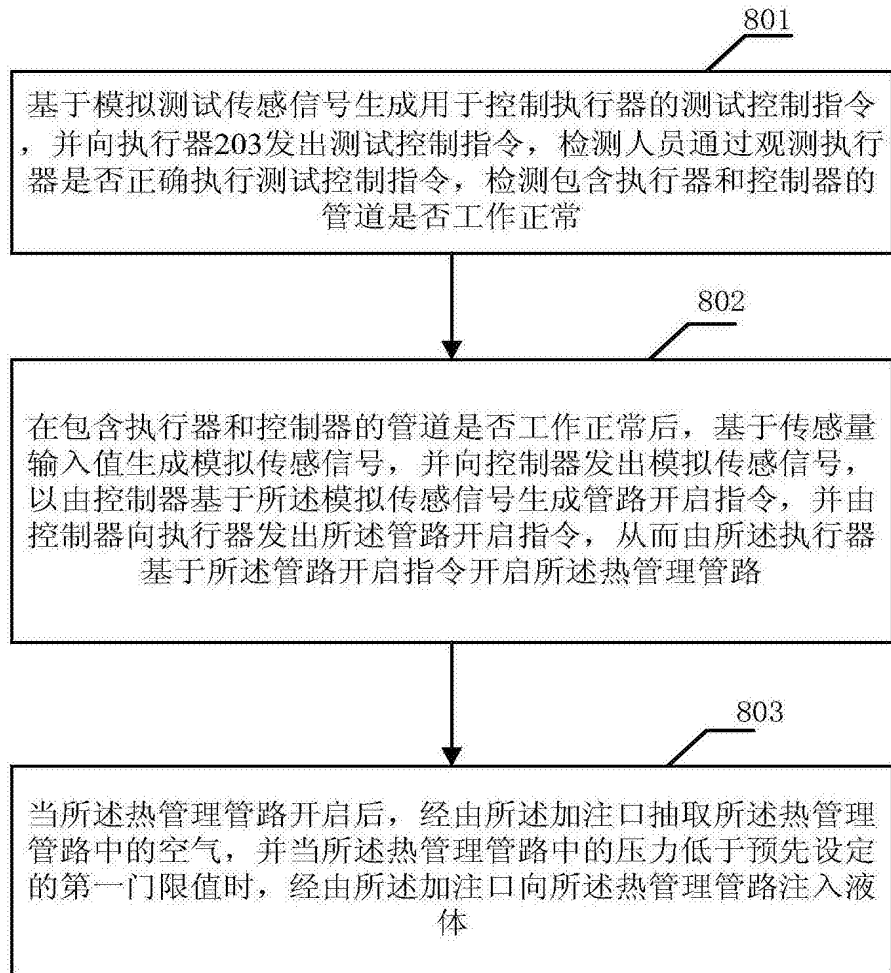 801
基于模拟测试传感信号生成用于控制执行器的测试控制指令
，并向执行器203发出测试控制指令，检测人员通过观测执行
器是否正确执行测试控制指令，检测包含执行器和控制器的
管道是否工作正常
802
在包含执行器和控制器的管道是否工作正常后，基于传感量
输入值生成模拟传感信号，并向控制器发出模拟传感信号，
以由控制器基于所述模拟传感信号生成管路开启指令，并由
控制器向执行器发出所述管路开启指令，从而由所述执行器
基于所述管路开启指令开启所述热管理管路
803
当所述热管理管路开启后，经由所述加注口抽取所述热管理
管路中的空气，并当所述热管理管路中的压力低于预先设定
的第一门限值时，经由所述加注口向所述热管理管路注入液
体